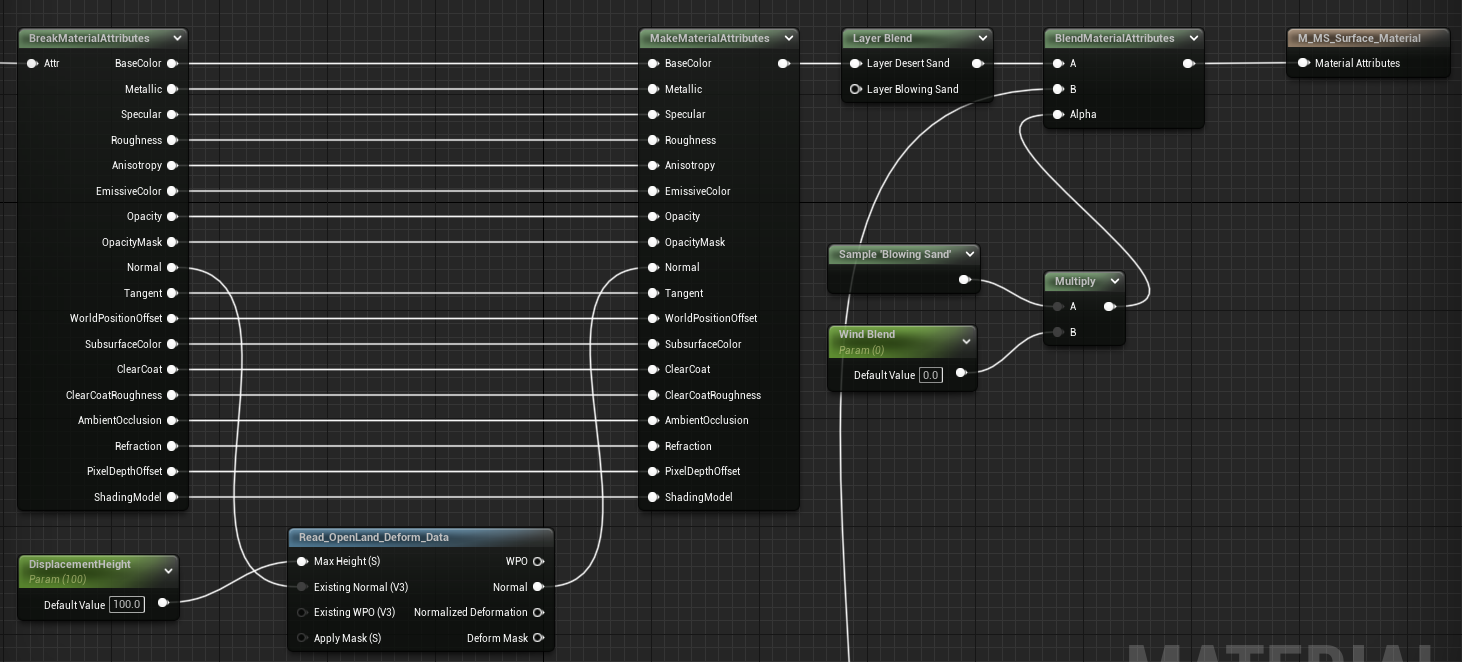 BreakMaterialAttributes
Attr
BaseColor
Metallic
Specular
Roughness
Anisotropy
EmissiveColor
Opacity
OpacityMask
Normal
Tangent
WorldPositionOffset
SubsurfaceColor
ClearCoat
ClearCoatRoughness
AmbientOcclusion
Refraction
PixelDepthOffset
ShadingModel
DisplacementHeight
Param (100)
Default Value 100.0
Read_OpenLand_Deform_Data
Max Height (S) WPO
Existing Normal (V3) Normal
Existing WPO (V3) Normalized Deformation
Apply Mask (S) Deform Mask
MakeMaterialAttributes
BaseColor
Metallic
Specular
Roughness
Anisotropy
EmissiveColor
Opacity
OpacityMask
Normal
Tangent
WorldPositionOffset
SubsurfaceColor
ClearCoat
ClearCoatRoughness
AmbientOcclusion
Refraction
PixelDepthOffset
ShadingModel
Layer Blend
Layer Desert Sand
Layer Blowing Sand
Sample 'Blowing Sand'
Wind Blend
Param (0)
Default Value 0.0
BlendMaterialAttributes
A
B
Alpha
Multiply
A
B
M_MS_Surface_Material
Material Attributes
MATERIAL